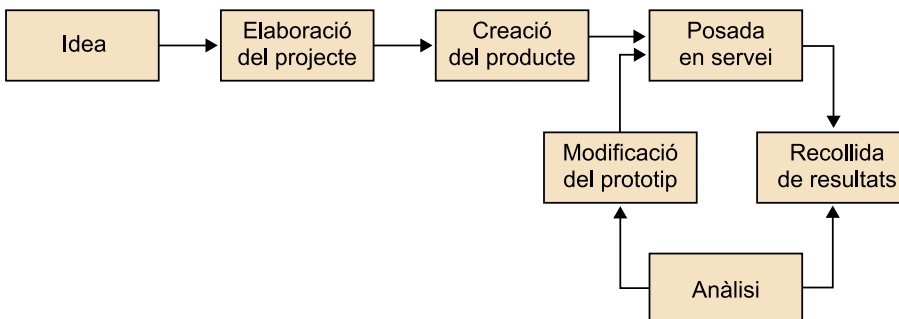 Idea
Elaboració
del projecte
Creació
del producte
Posada
en servei
Modificació
del prototip
Recollida
de resultats
Anàlisi